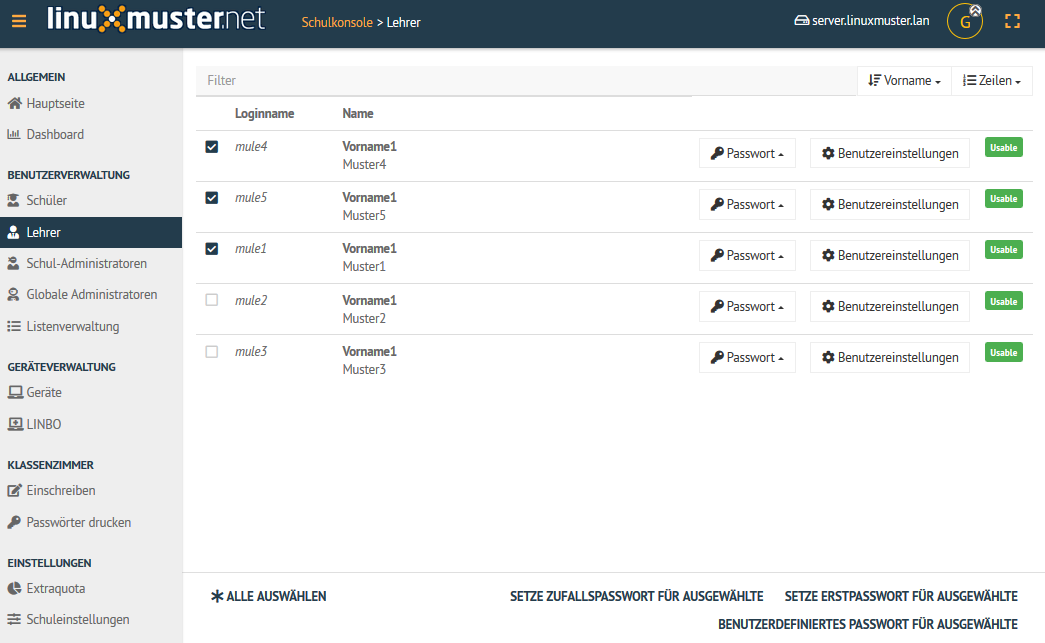 linuxmuster.net
Schulkonsole > Lehrer
server.linuxmuster.lan
G
ALLGEMEIN
Hauptseite
Dashboard
BENUTZERVERWALTUNG
Schüler
Lehrer
Schul-Administratoren
Globale Administratoren
Listenverwaltung
GERÄTEVERWALTUNG
Geräte
LINBO
KLASSENZIMMER
Einschreiben
Passwörter drucken
EINSTELLUNGEN
Extraquota
Schuleinstellungen
Filter
Vorname
Zeilen
Loginname Name
mule4 Vorname1 Passwort Benutzereinstellungen Usable
Muster4
mule5 Vorname1 Passwort Benutzereinstellungen Usable
Muster5
mule1 Vorname1 Passwort Benutzereinstellungen Usable
Muster1
mule2 Vorname1 Passwort Benutzereinstellungen Usable
Muster2
mule3 Vorname1 Passwort Benutzereinstellungen Usable
Muster3
ALLE AUSWÄHLEN
SETZE ZUFALLSPASSWORT FÜR AUSGEWÄHLTE
SETZE ERSTPASSWORT FÜR AUSGEWÄHLTE
BENUTZERDEFINIERTES PASSWORT FÜR AUSGEWÄHLTE